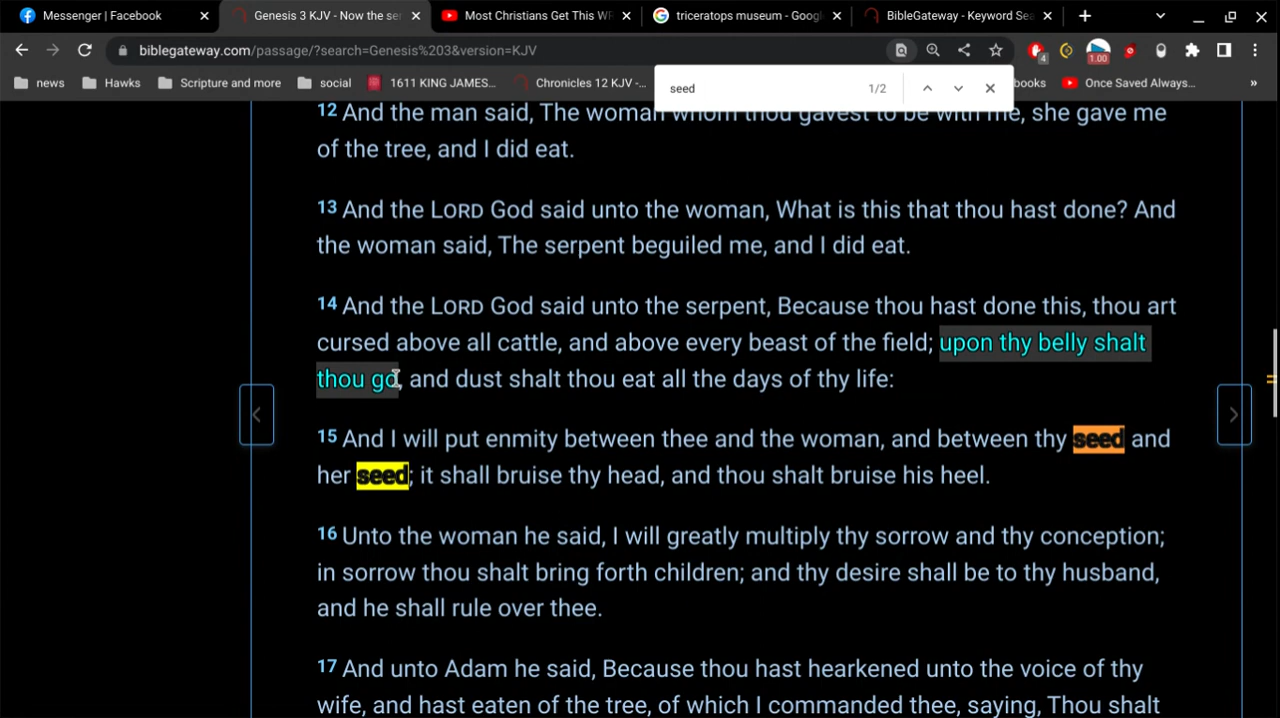 Messenger | Facebook
Genesis 3 KJV - Now the ser
Most Christians Get This WR
triceratops museum - Googl
BibleGateway - Keyword Sea
biblegateway.com/passage/?search=Genesis%203&version=KJV
4
1.00
news
Hawks
Scripture and more
social
1611 KING JAMES...
Chronicles 12 KJV -...
books
Once Saved Always...
»
seed
1/2
12 And the man said, The woman whom thou gavest to be with me, she gave me
of the tree, and I did eat.
13 And the LORD God said unto the woman, What is this that thou hast done? And
the woman said, The serpent beguiled me, and I did eat.
14 And the LORD God said unto the serpent, Because thou hast done this, thou art
cursed above all cattle, and above every beast of the field; upon thy belly shalt
thou go, and dust shalt thou eat all the days of thy life:
15 And I will put enmity between thee and the woman, and between thy seed and
her seed; it shall bruise thy head, and thou shalt bruise his heel.
16 Unto the woman he said, I will greatly multiply thy sorrow and thy conception;
in sorrow thou shalt bring forth children; and thy desire shall be to thy husband,
and he shall rule over thee.
17 And unto Adam he said, Because thou hast hearkened unto the voice of thy
wife, and hast eaten of the tree, of which I commanded thee, saying, Thou shalt